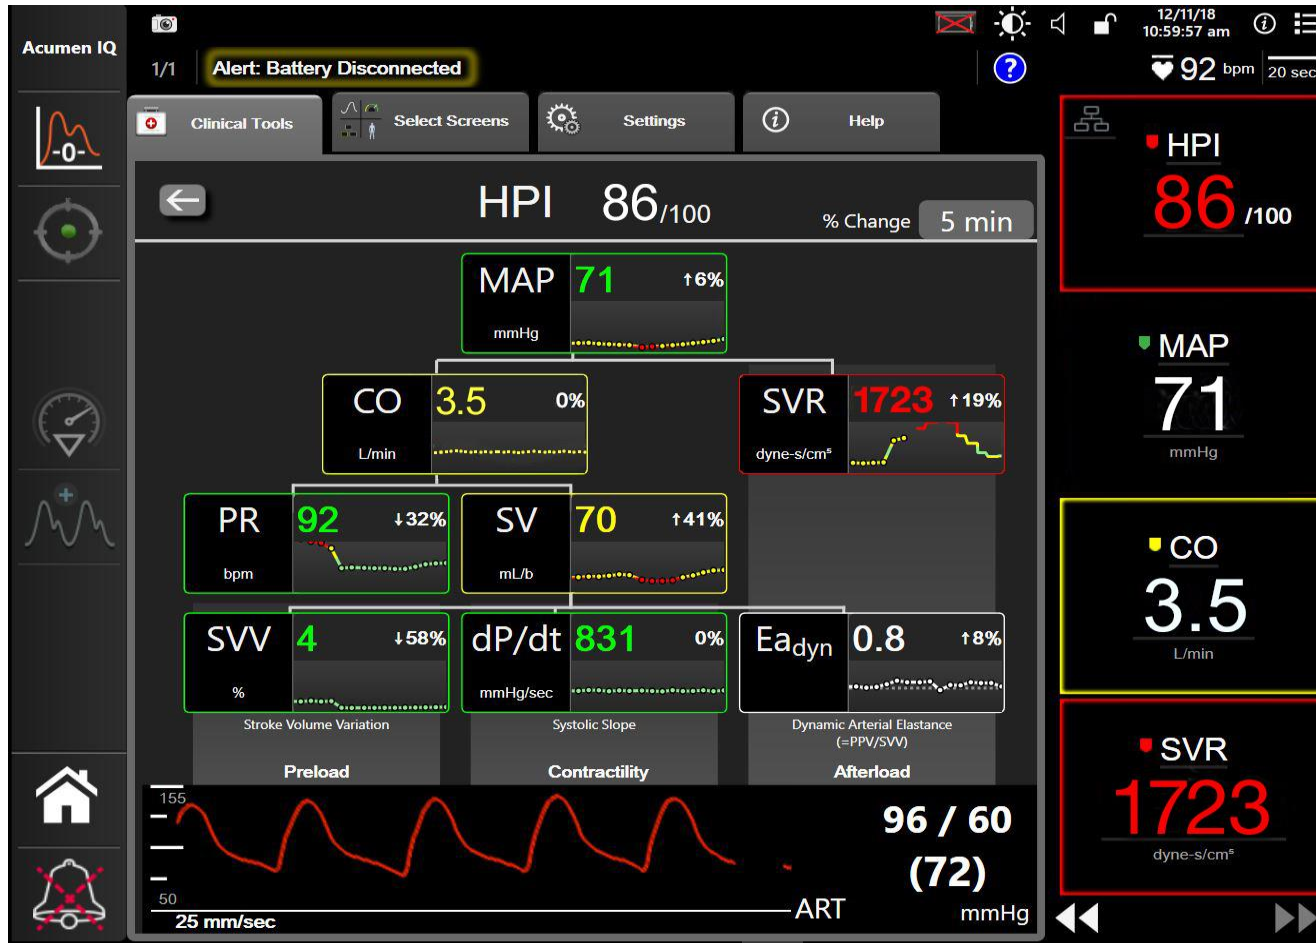 Acumen IQ
12/11/18
10:59:57 am
1/1
Alert: Battery Disconnected
?
92 bpm
20 sec
-0-
Clinical Tools
Select Screens
Settings
Help
HPI 86/100
% Change 5 min
MAP 71 ↑6%
mmHg
CO 3.5 0%
L/min
SVR 1723 ↑19%
dyne-s/cm⁵
PR 92 ↓32%
bpm
SV 70 ↑41%
mL/b
SVV 4 ↓58%
%
dP/dt 831 0%
mmHg/sec
Eadyn 0.8 ↑8%
Stroke Volume Variation
Systolic Slope
Dynamic Arterial Elastance
(=PPV/SVV)
Preload
Contractility
Afterload
155
50
25 mm/sec
96 / 60
(72)
ART
mmHg
HPI
86 /100
MAP
71
mmHg
CO
3.5
L/min
SVR
1723
dyne-s/cm⁵